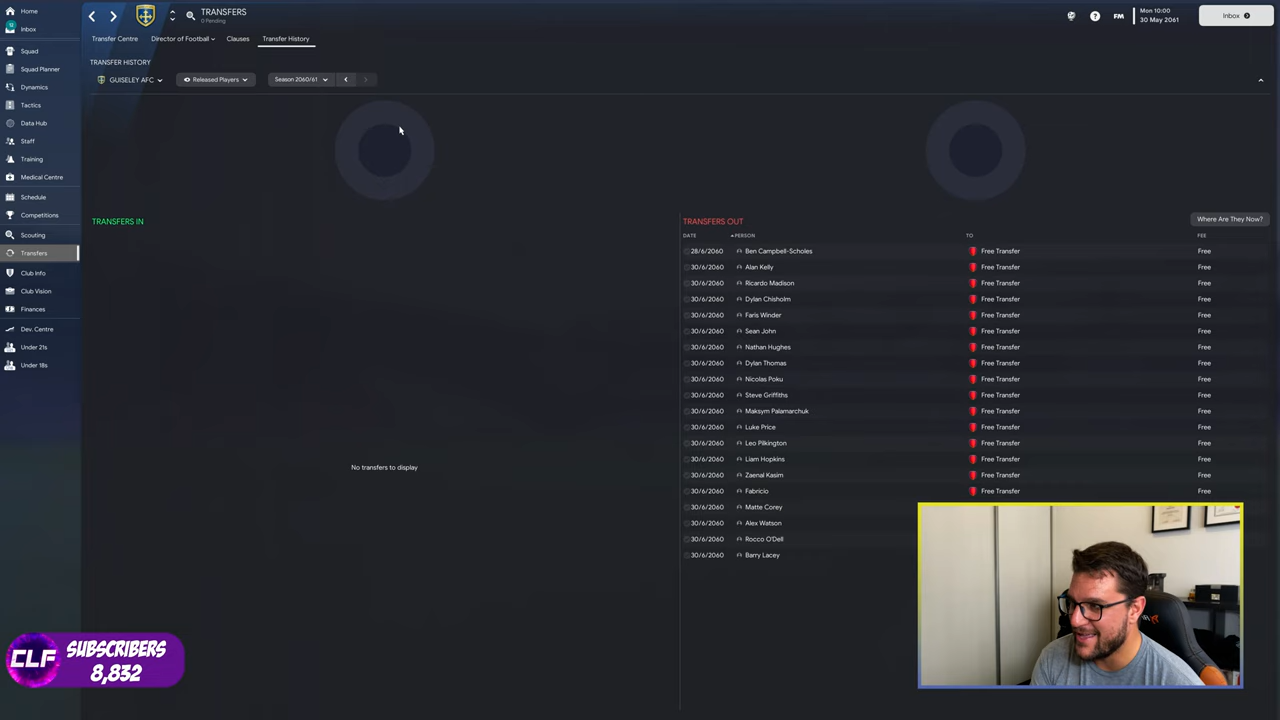 Home
TRANSFERS
0 Pending
FM
Mon 10:00
30 May 2061
Inbox
Inbox
Transfer Centre
Director of Football
Clauses
Transfer History
Squad
Squad Planner
Dynamics
Tactics
Data Hub
Staff
Training
Medical Centre
Schedule
Competitions
Scouting
Transfers
Club Info
Club Vision
Finances
Dev. Centre
Under 21s
Under 18s
TRANSFER HISTORY
GUISELEY AFC
Released Players
Season 2060/61
TRANSFERS IN
No transfers to display
TRANSFERS OUT
Where Are They Now?
DATE PERSON TO FEE
28/6/2060 Ben Campbell-Scholes Free Transfer Free
30/6/2060 Alan Kelly Free Transfer Free
30/6/2060 Ricardo Madison Free Transfer Free
30/6/2060 Dylan Chisholm Free Transfer Free
30/6/2060 Faris Winder Free Transfer Free
30/6/2060 Sean John Free Transfer Free
30/6/2060 Nathan Hughes Free Transfer Free
30/6/2060 Dylan Thomas Free Transfer Free
30/6/2060 Nicolas Poku Free Transfer Free
30/6/2060 Steve Griffiths Free Transfer Free
30/6/2060 Maksym Palamarchuk Free Transfer Free
30/6/2060 Luke Price Free Transfer Free
30/6/2060 Leo Pilkington Free Transfer Free
30/6/2060 Liam Hopkins Free Transfer Free
30/6/2060 Zaenal Kasim Free Transfer Free
30/6/2060 Fabrício Free Transfer Free
30/6/2060 Matte Corey
30/6/2060 Alex Watson
30/6/2060 Rocco O'Dell
30/6/2060 Barry Lacey
CLF
SUBSCRIBERS
8,832